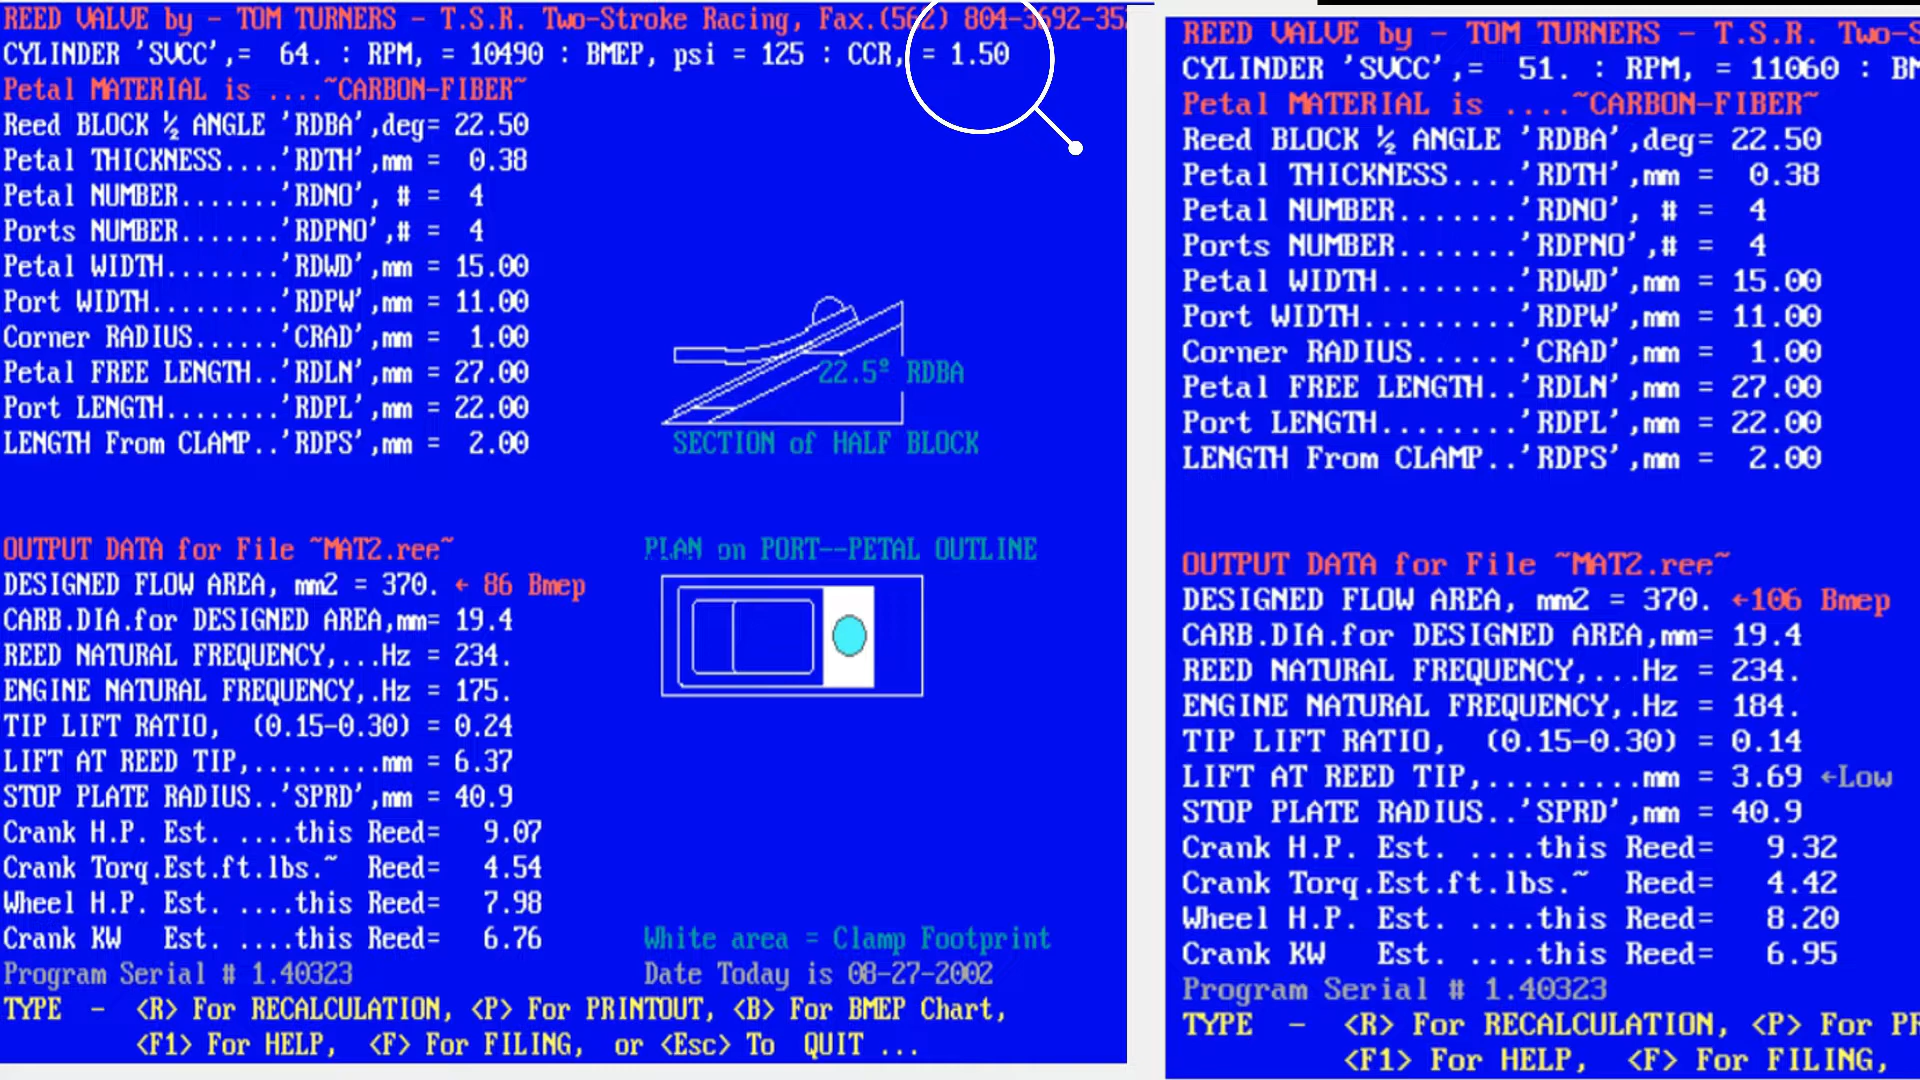 REED VALVE by - TOM TURNERS - T.S.R. Two-Stroke Racing, Fax.(562) 804-3692-35
CYLINDER 'SVCC',= 64. : RPM, = 10490 : BMEP, psi = 125 : CCR, = 1.50
Petal MATERIAL is ....~CARBON-FIBER~
Reed BLOCK ½ ANGLE 'RDBA',deg= 22.50
Petal THICKNESS....'RDTH',mm = 0.38
Petal NUMBER.......'RDNO', # = 4
Ports NUMBER.......'RDPNO',# = 4
Petal WIDTH........'RDWD',mm = 15.00
Port WIDTH.........'RDPW',mm = 11.00
Corner RADIUS......'CRAD',mm = 1.00
Petal FREE LENGTH..'RDLN',mm = 27.00
Port LENGTH........'RDPL',mm = 22.00
LENGTH From CLAMP..'RDPS',mm = 2.00
22.5º RDBA
SECTION of HALF BLOCK
OUTPUT DATA for File ~MAT2.ree~
DESIGNED FLOW AREA, mm2 = 370. ← 86 Bmep
CARB.DIA.for DESIGNED AREA,mm= 19.4
REED NATURAL FREQUENCY,...Hz = 234.
ENGINE NATURAL FREQUENCY,.Hz = 175.
TIP LIFT RATIO, (0.15-0.30) = 0.24
LIFT AT REED TIP,.........mm = 6.37
STOP PLATE RADIUS..'SPRD',mm = 40.9
Crank H.P. Est. ....this Reed= 9.07
Crank Torq.Est.ft.lbs.~ Reed= 4.54
Wheel H.P. Est. ....this Reed= 7.98
Crank KW Est. ....this Reed= 6.76
PLAN on PORT--PETAL OUTLINE
White area = Clamp Footprint
Program Serial # 1.40323
Date Today is 08-27-2002
TYPE - <R> For RECALCULATION, <P> For PRINTOUT, <B> For BMEP Chart,
<F1> For HELP, <F> For FILING, or <Esc> To QUIT ...
REED VALVE by - TOM TURNERS - T.S.R. Two-S
CYLINDER 'SVCC',= 51. : RPM, = 11060 : BM
Petal MATERIAL is ....~CARBON-FIBER~
Reed BLOCK ½ ANGLE 'RDBA',deg= 22.50
Petal THICKNESS....'RDTH',mm = 0.38
Petal NUMBER.......'RDNO', # = 4
Ports NUMBER.......'RDPNO',# = 4
Petal WIDTH........'RDWD',mm = 15.00
Port WIDTH.........'RDPW',mm = 11.00
Corner RADIUS......'CRAD',mm = 1.00
Petal FREE LENGTH..'RDLN',mm = 27.00
Port LENGTH........'RDPL',mm = 22.00
LENGTH From CLAMP..'RDPS',mm = 2.00
OUTPUT DATA for File ~MAT2.ree~
DESIGNED FLOW AREA, mm2 = 370. ←106 Bmep
CARB.DIA.for DESIGNED AREA,mm= 19.4
REED NATURAL FREQUENCY,...Hz = 234.
ENGINE NATURAL FREQUENCY,.Hz = 184.
TIP LIFT RATIO, (0.15-0.30) = 0.14
LIFT AT REED TIP,.........mm = 3.69 ←Low
STOP PLATE RADIUS..'SPRD',mm = 40.9
Crank H.P. Est. ....this Reed= 9.32
Crank Torq.Est.ft.lbs.~ Reed= 4.42
Wheel H.P. Est. ....this Reed= 8.20
Crank KW Est. ....this Reed= 6.95
Program Serial # 1.40323
TYPE - <R> For RECALCULATION, <P> For PR
<F1> For HELP, <F> For FILING,